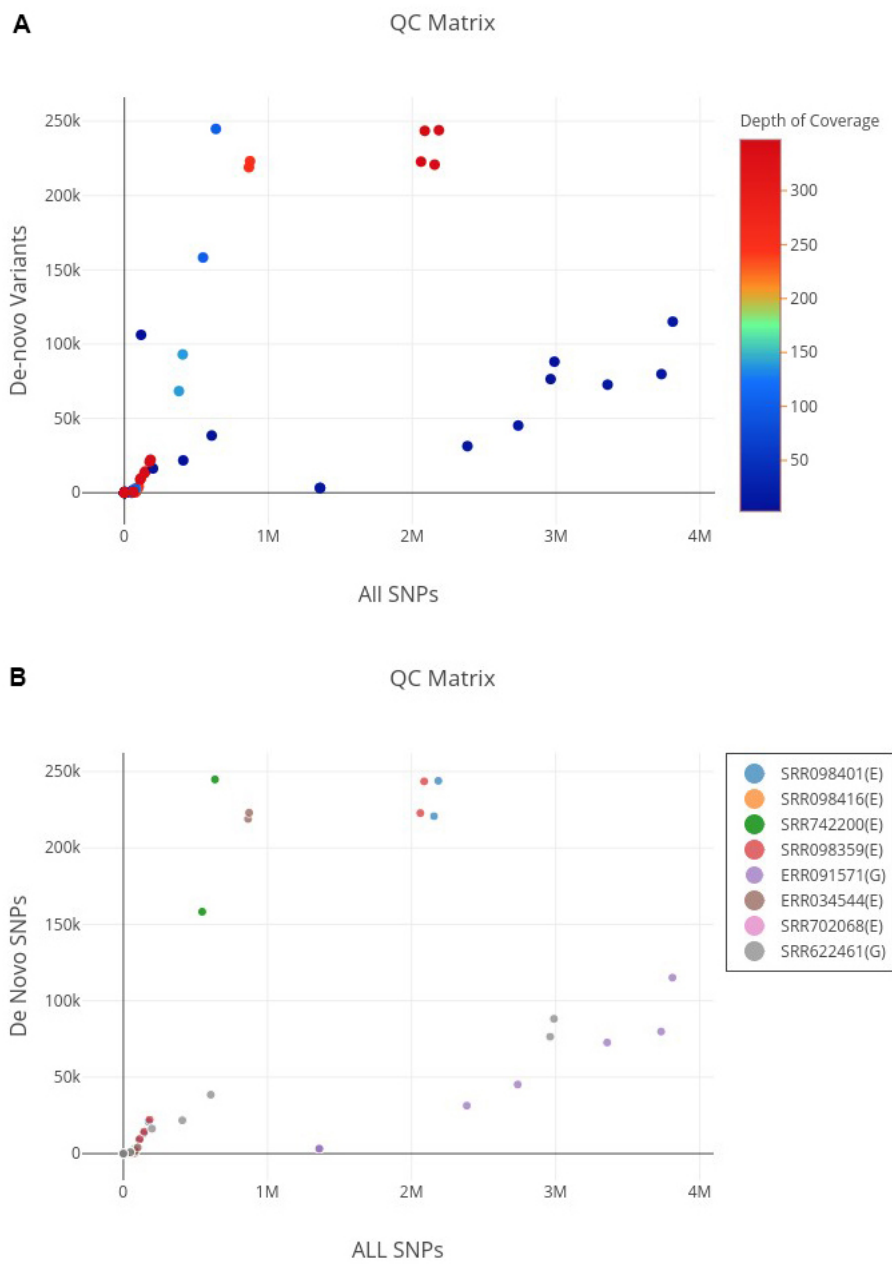 A
QC Matrix
De-novo Variants
250k
200k
150k
100k
50k
0
0
1M
2M
3M
4M
All SNPs
Depth of Coverage
300
250
200
150
100
50
B
QC Matrix
De Novo SNPs
250k
200k
150k
100k
50k
0
0
1M
2M
3M
4M
ALL SNPs
SRR098401(E)
SRR098416(E)
SRR742200(E)
SRR098359(E)
ERR091571(G)
ERR034544(E)
SRR702068(E)
SRR622461(G)